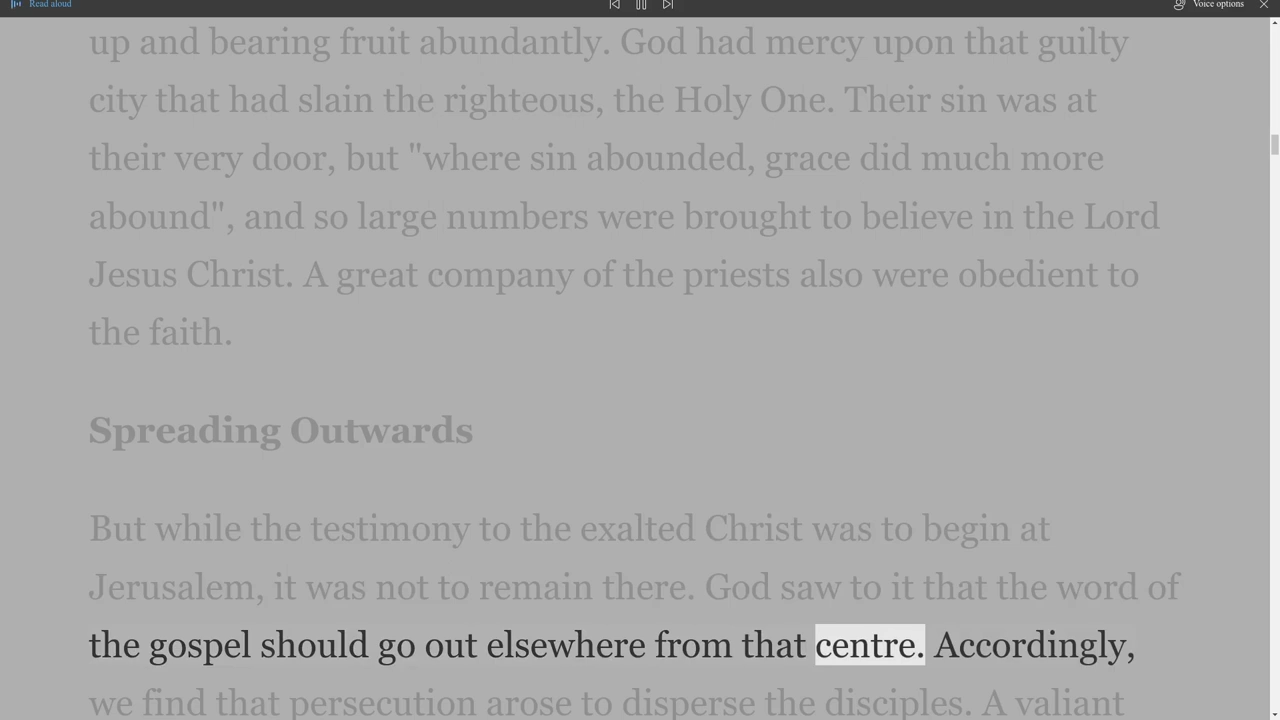 Read aloud
Voice options
up and bearing fruit abundantly. God had mercy upon that guilty
city that had slain the righteous, the Holy One. Their sin was at
their very door, but "where sin abounded, grace did much more
abound", and so large numbers were brought to believe in the Lord
Jesus Christ. A great company of the priests also were obedient to
the faith.
Spreading Outwards
But while the testimony to the exalted Christ was to begin at
Jerusalem, it was not to remain there. God saw to it that the word of
the gospel should go out elsewhere from that centre. Accordingly,
we find that persecution arose to disperse the disciples. A valiant